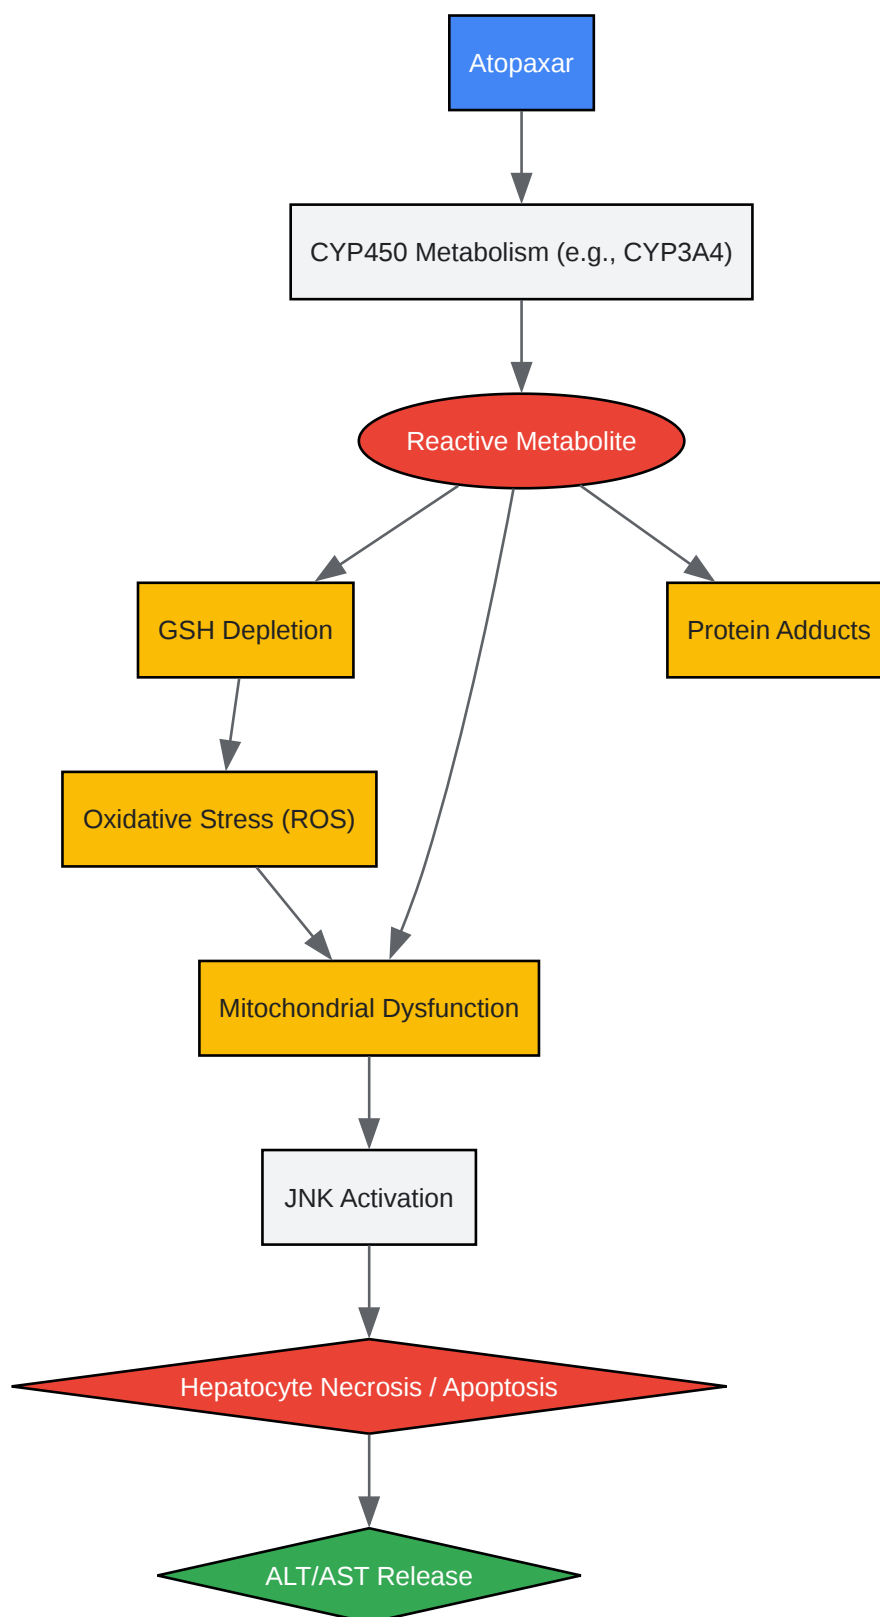 Atopaxar
CYP450 Metabolism (e.g., CYP3A4)
Reactive Metabolite
GSH Depletion
Protein Adducts
Oxidative Stress (ROS)
Mitochondrial Dysfunction
JNK Activation
Hepatocyte Necrosis / Apoptosis
ALT/AST Release